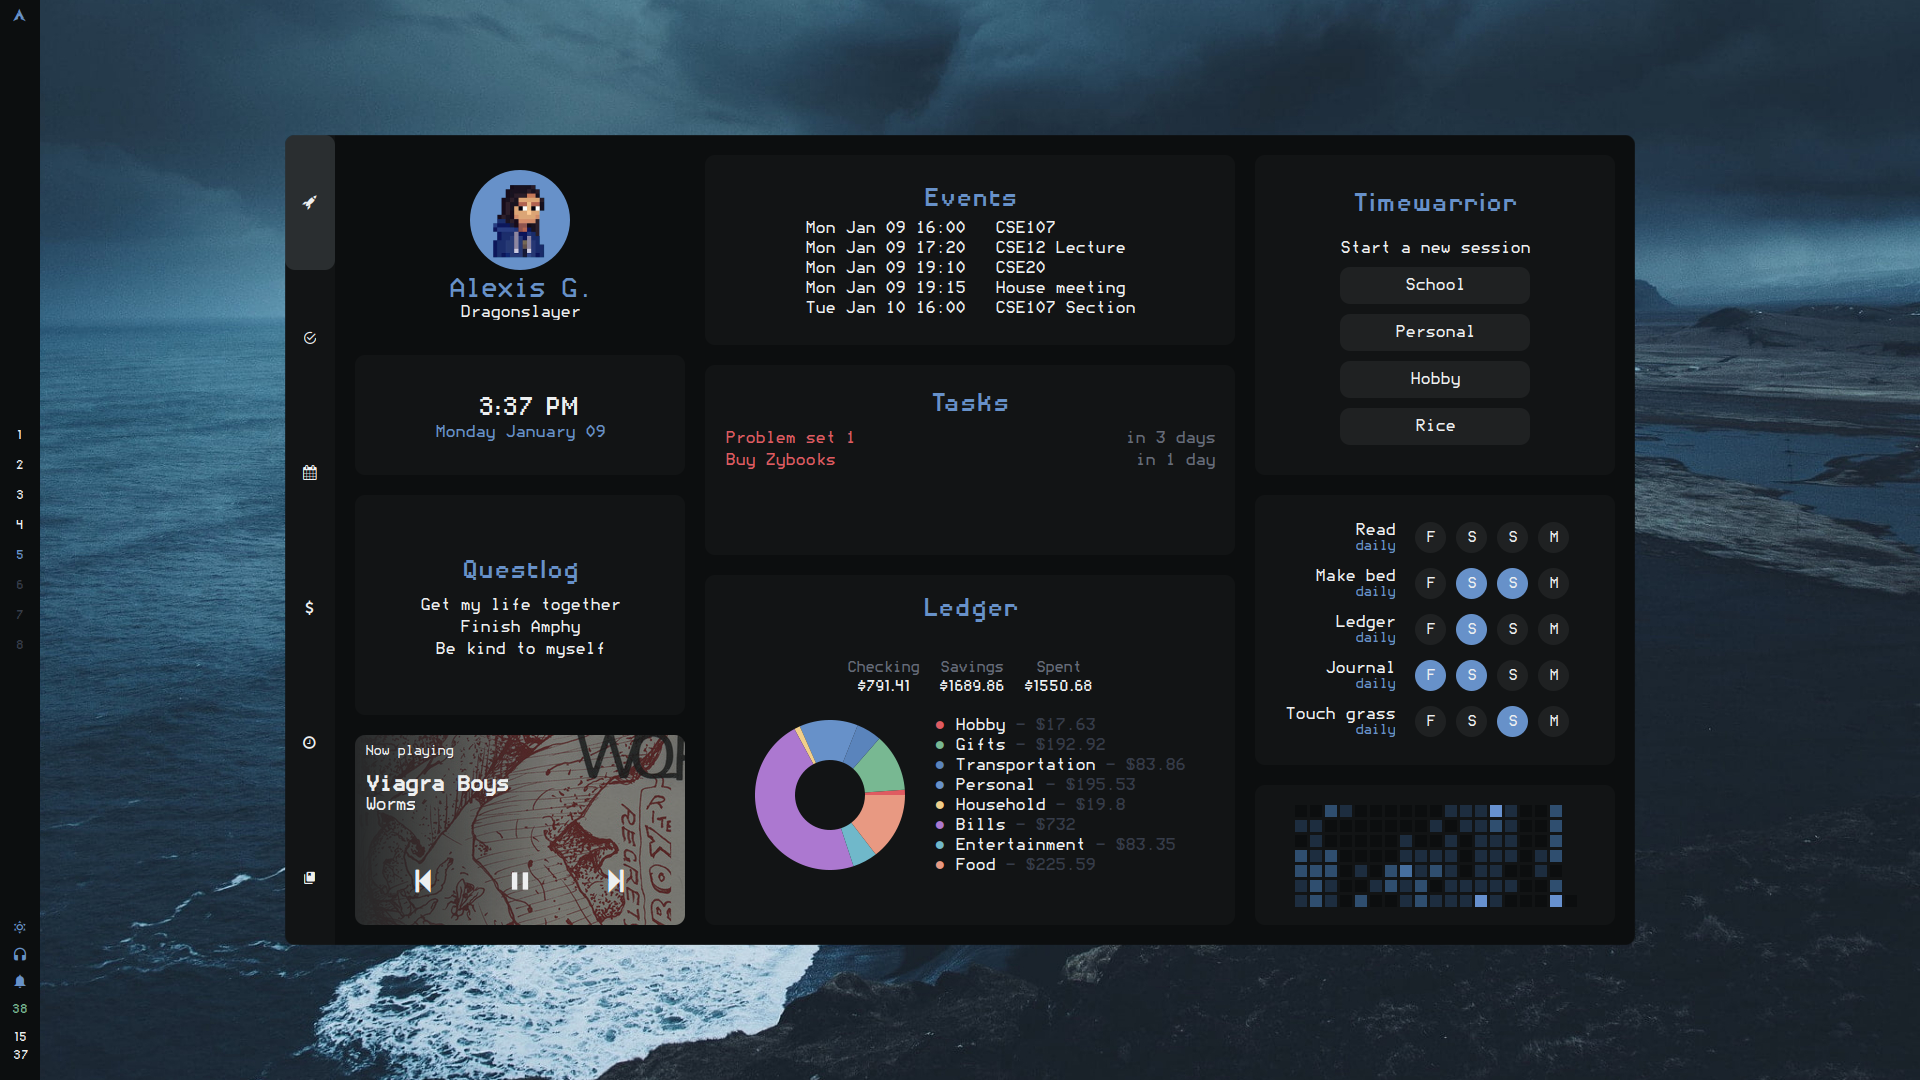 1
2
3
4
5
6
7
8
38
15
37
Alexis G.
Dragonslayer
3:37 PM
Monday January 09
Questlog
Get my life together
Finish Amphy
Be kind to myself
Now playing
Viagra Boys
Worms
WOR
REGRET
Events
Mon Jan 09 16:00 CSE107
Mon Jan 09 17:20 CSE12 Lecture
Mon Jan 09 19:10 CSE20
Mon Jan 09 19:15 House meeting
Tue Jan 10 16:00 CSE107 Section
Tasks
Problem set 1 in 3 days
Buy Zybooks in 1 day
Ledger
Checking Savings Spent
$791.41 $1689.86 $1550.68
Hobby - $17.63
Gifts - $192.92
Transportation - $83.86
Personal - $195.53
Household - $19.8
Bills - $732
Entertainment - $83.35
Food - $225.59
Timewarrior
Start a new session
School
Personal
Hobby
Rice
Read F S S M
daily
Make bed F S S M
daily
Ledger F S S M
daily
Journal F S S M
daily
Touch grass F S S M
daily